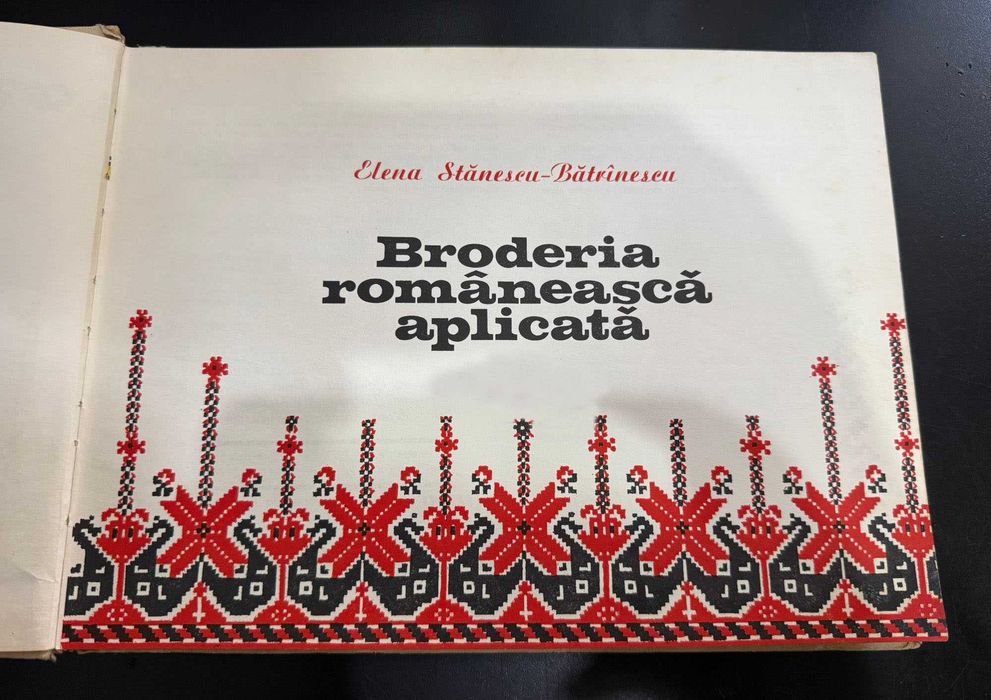 Elena Stănescu-Bătrînescu
Broderia
românească
aplicată